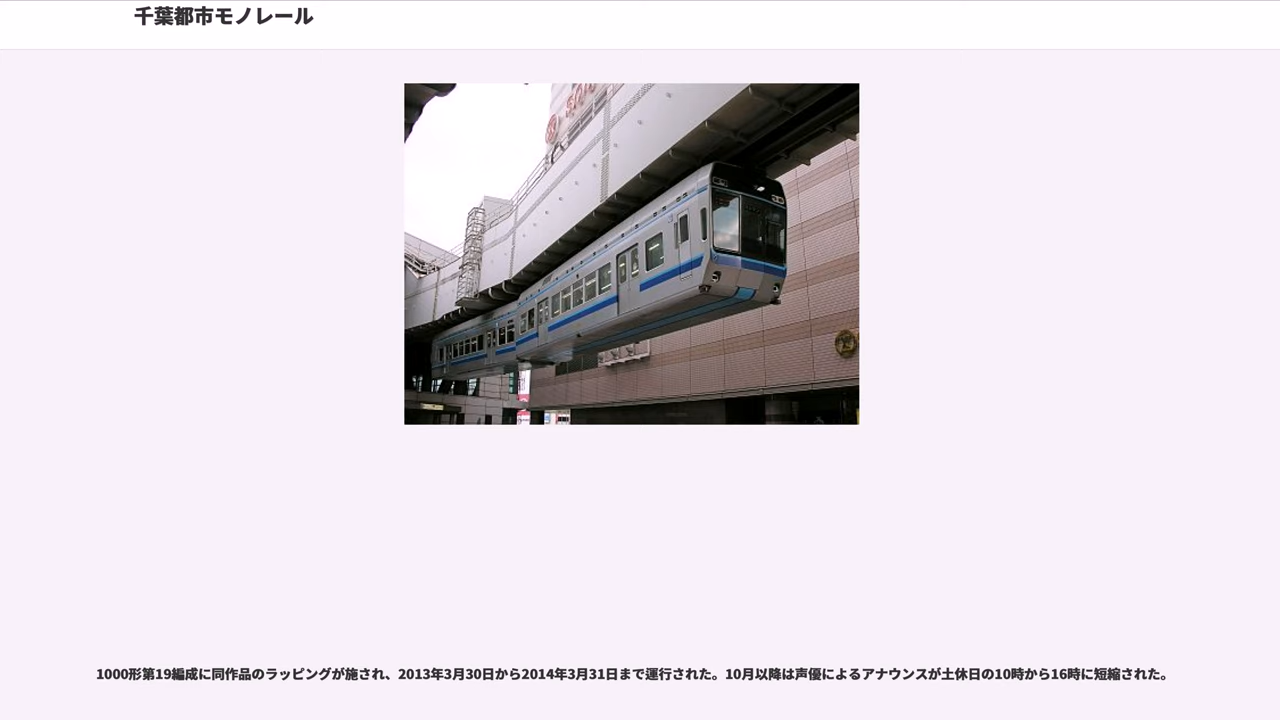 千葉都市モノレール
1000形第19編成に同作品のラッピングが施され、2013年3月30日から2014年3月31日まで運行された。10月以降は声優によるアナウンスが土休日の10時から16時に短縮された。